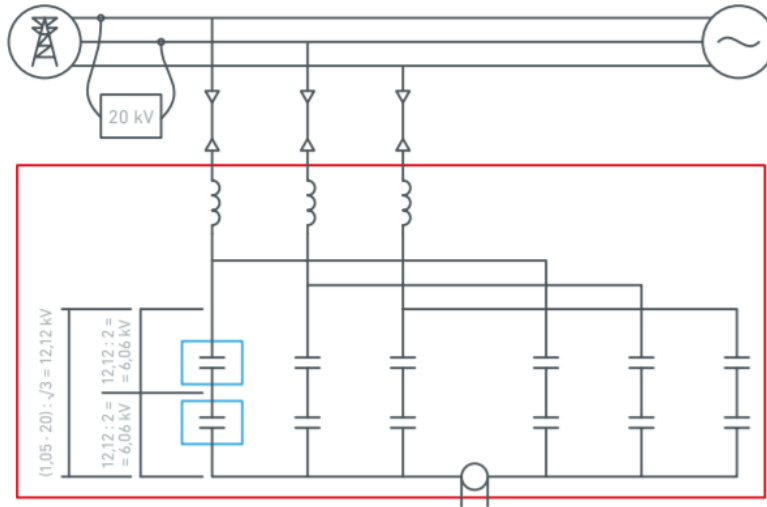 20 kV
(1,05 · 20) : √3 = 12,12 kV
12,12 : 2 =
= 6,06 kV
12,12 : 2 =
= 6,06 kV